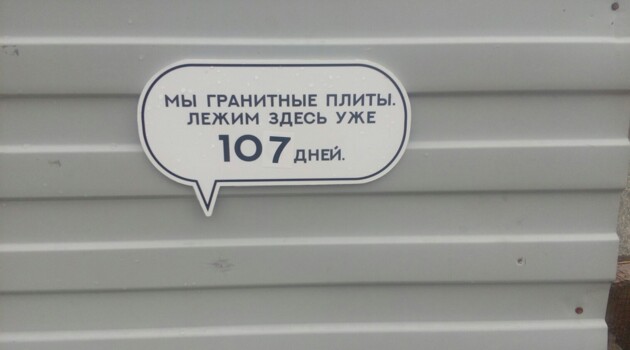 МЫ ГРАНИТНЫЕ ПЛИТЫ.
ЛЕЖИМ ЗДЕСЬ УЖЕ
107 ДНЕЙ.